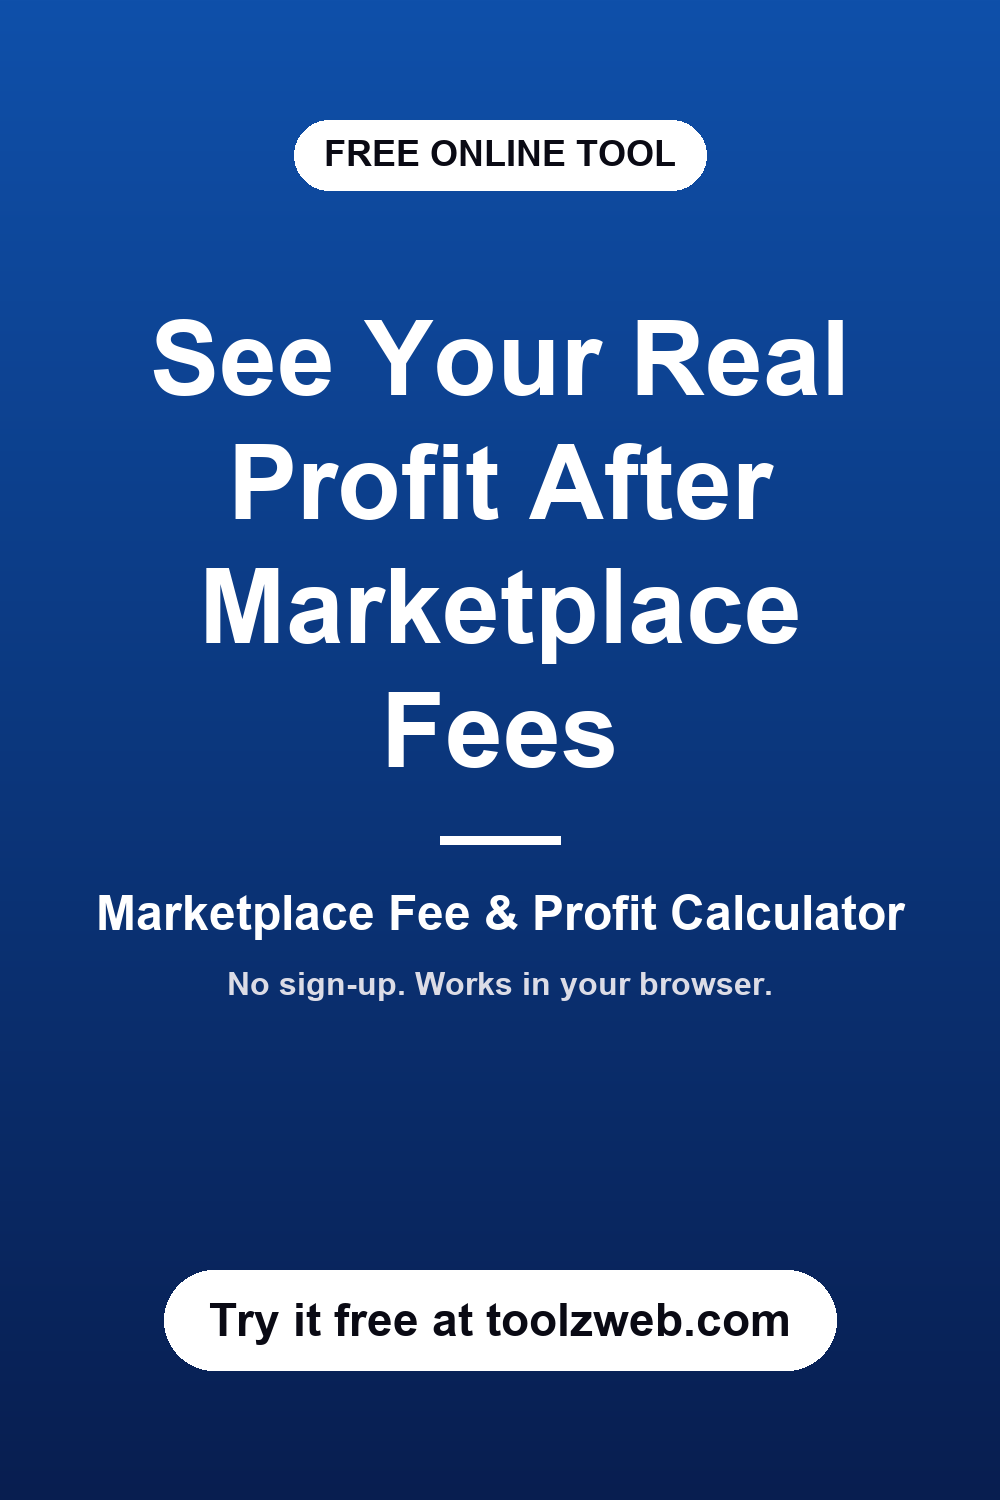 FREE ONLINE TOOL
See Your Real
Profit After
Marketplace
Fees
Marketplace Fee & Profit Calculator
No sign-up. Works in your browser.
Try it free at toolzweb.com